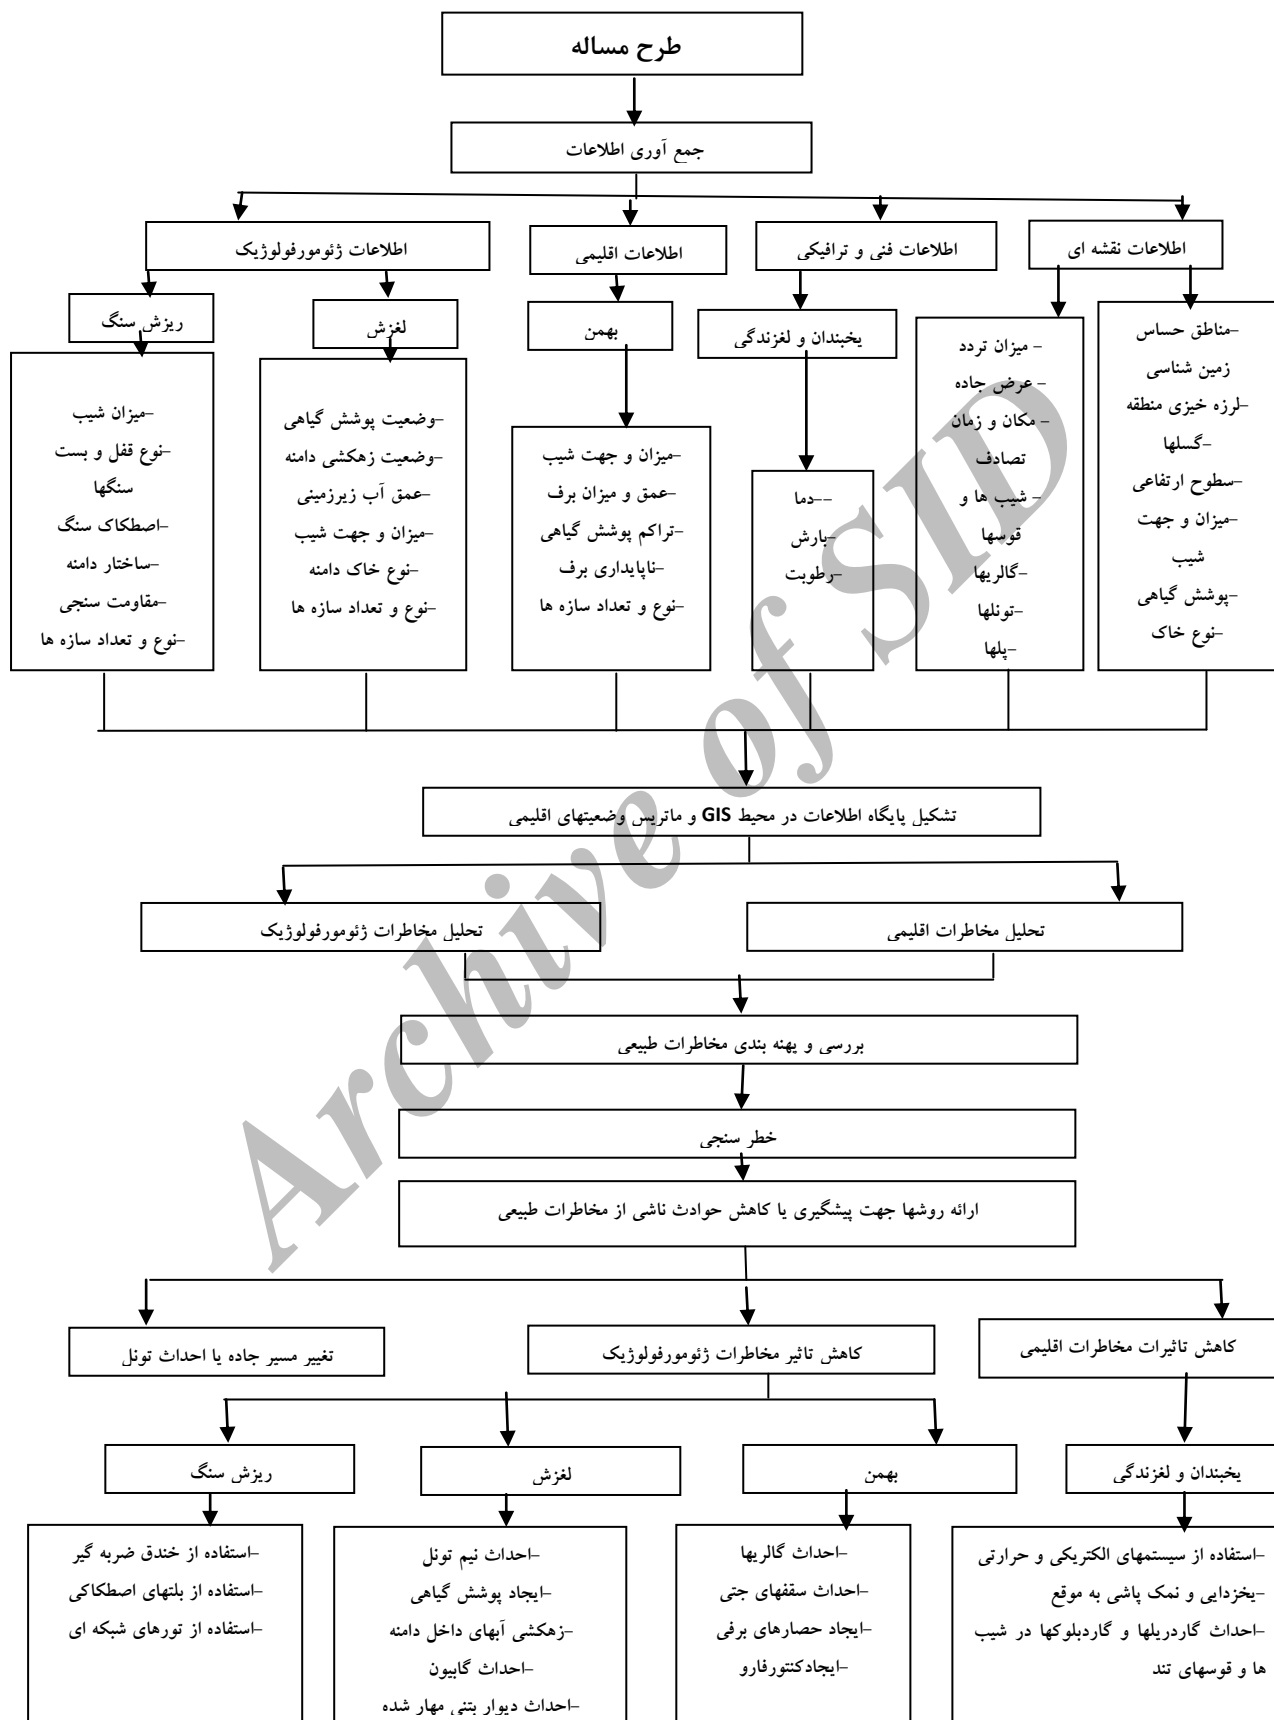 طرح مساله
جمع آوری اطلاعات
اطلاعات نقشه ای
اطلاعات فنی و ترافیکی
اطلاعات اقلیمی
اطلاعات ژئومورفولوژیک
یخبندان و لغزندگی
بهمن
لغزش
ریزش سنگ
-مناطق حساس
زمین شناسی
-لرزه خیزی منطقه
-گسلها
-سطوح ارتفاعی
-میزان و جهت
شیب
-پوشش گیاهی
-نوع خاک
- میزان تردد
- عرض جاده
- مکان و زمان
تصادف
- شیب ها و
قوسها
-گالریها
-تونلها
-پلها
--دما
-بارش
-رطوبت
-میزان و جهت شیب
-عمق و میزان برف
-تراکم پوشش گیاهی
-ناپایداری برف
-نوع و تعداد سازه ها
-وضعیت پوشش گیاهی
-وضعیت زهکشی دامنه
-عمق آب زیرزمینی
-میزان و جهت شیب
-نوع خاک دامنه
-نوع و تعداد سازه ها
-میزان شیب
-نوع قفل و بست
سنگها
-اصطکاک سنگ
-ساختار دامنه
-مقاومت سنجی
-نوع و تعداد سازه ها
تشکیل پایگاه اطلاعات در محیط GIS و ماتریس وضعیتهای اقلیمی
تحلیل مخاطرات اقلیمی
تحلیل مخاطرات ژئومورفولوژیک
بررسی و پهنه بندی مخاطرات طبیعی
خطر سنجی
ارائه روشها جهت پیشگیری یا کاهش حوادث ناشی از مخاطرات طبیعی
کاهش تاثیرات مخاطرات اقلیمی
کاهش تاثیر مخاطرات ژئومورفولوژیک
تغییر مسیر جاده یا احداث تونل
یخبندان و لغزندگی
بهمن
لغزش
ریزش سنگ
-استفاده از سیستمهای الکتریکی و حرارتی
-یخزدایی و نمک پاشی به موقع
-احداث گاردریلها و گاردبلوکها در شیب
ها و قوسهای تند
-احداث گالریها
-احداث سقفهای جتی
-ایجاد حصارهای برفی
-ایجادکنتورفارو
-احداث نیم تونل
-ایجاد پوشش گیاهی
-زهکشی آبهای داخل دامنه
-احداث گابیون
-احداث دیوار بتنی مهار شده
-استفاده از خندق ضربه گیر
-استفاده از بلتهای اصطکاکی
-استفاده از تورهای شبکه ای
Archive of SID